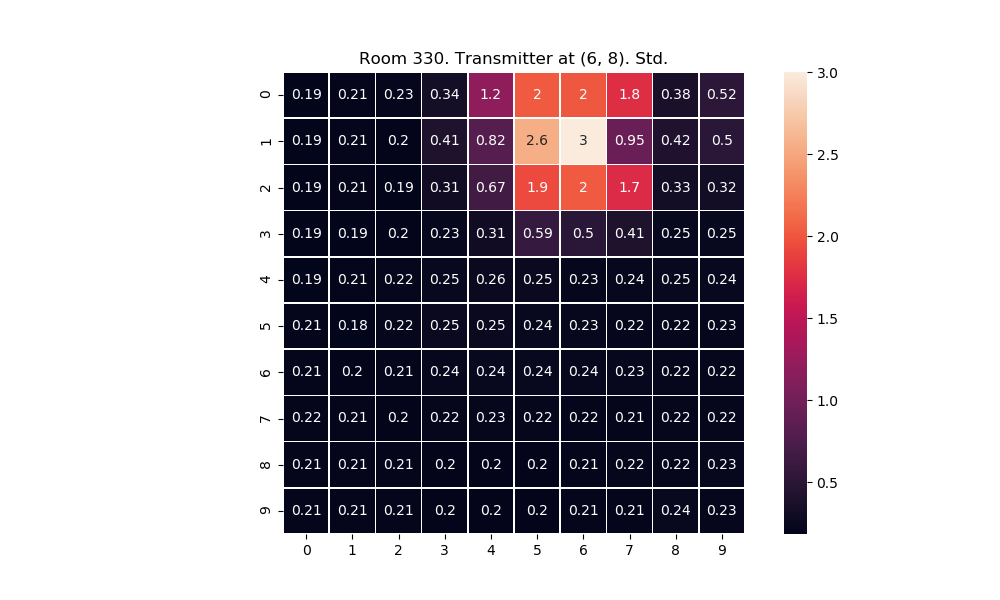 Room 330. Transmitter at (6, 8). Std.
0 0.19 0.21 0.23 0.34 1.2 2 2 1.8 0.38 0.52
1 0.19 0.21 0.2 0.41 0.82 2.6 3 0.95 0.42 0.5
2 0.19 0.21 0.19 0.31 0.67 1.9 2 1.7 0.33 0.32
3 0.19 0.19 0.2 0.23 0.31 0.59 0.5 0.41 0.25 0.25
4 0.19 0.21 0.22 0.25 0.26 0.25 0.23 0.24 0.25 0.24
5 0.21 0.18 0.22 0.25 0.25 0.24 0.23 0.22 0.22 0.23
6 0.21 0.2 0.21 0.24 0.24 0.24 0.24 0.23 0.22 0.22
7 0.22 0.21 0.2 0.22 0.23 0.22 0.22 0.21 0.22 0.22
8 0.21 0.21 0.21 0.2 0.2 0.2 0.21 0.22 0.22 0.23
9 0.21 0.21 0.21 0.2 0.2 0.2 0.21 0.21 0.24 0.23
0 1 2 3 4 5 6 7 8 9
3.0
2.5
2.0
1.5
1.0
0.5